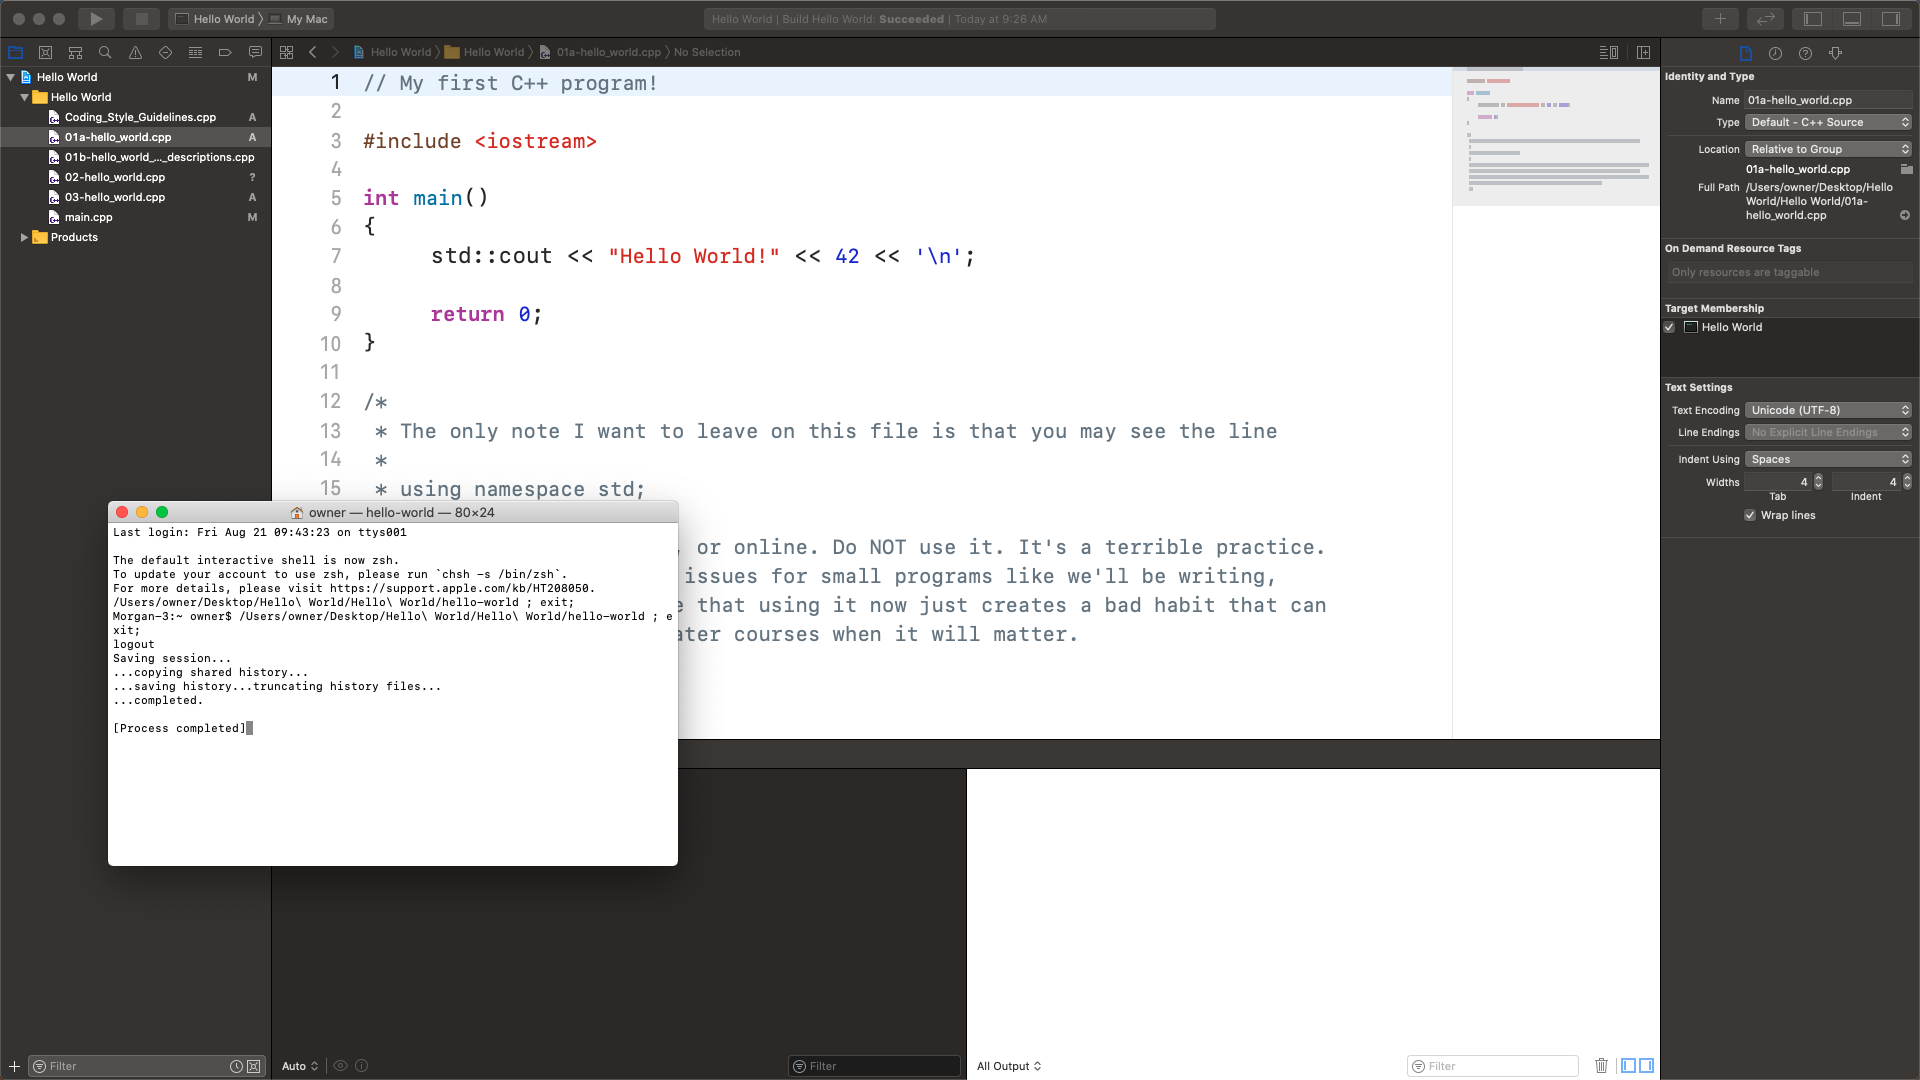 Hello World
My Mac
Hello World | Build Hello World: Succeeded | Today at 9:26 AM
Hello World
Hello World
01a-hello_world.cpp
No Selection
Hello World M
Hello World
Coding_Style_Guidelines.cpp A
01a-hello_world.cpp A
01b-hello_world_..._descriptions.cpp
02-hello_world.cpp ?
03-hello_world.cpp A
main.cpp M
Products
1 // My first C++ program!
2
3 #include <iostream>
4
5 int main()
6 {
7 std::cout << "Hello World!" << 42 << '\n';
8
9 return 0;
10 }
11
12 /*
13 * The only note I want to leave on this file is that you may see the line
14 *
15 * using namespace std;
or online. Do NOT use it. It's a terrible practice.
issues for small programs like we'll be writing,
that using it now just creates a bad habit that can
courses when it will matter.
owner — hello-world — 80×24
Last login: Fri Aug 21 09:43:23 on ttys001
The default interactive shell is now zsh.
To update your account to use zsh, please run `chsh -s /bin/zsh`.
For more details, please visit https://support.apple.com/kb/HT208050.
/Users/owner/Desktop/Hello\ World/Hello\ World/hello-world ; exit;
Morgan-3:~ owner$ /Users/owner/Desktop/Hello\ World/Hello\ World/hello-world ; e
xit;
logout
Saving session...
...copying shared history...
...saving history...truncating history files...
...completed.
[Process completed]
Identity and Type
Name 01a-hello_world.cpp
Type Default - C++ Source
Location Relative to Group
01a-hello_world.cpp
Full Path /Users/owner/Desktop/Hello
World/Hello World/01a-
hello_world.cpp
On Demand Resource Tags
Only resources are taggable
Target Membership
Hello World
Text Settings
Text Encoding Unicode (UTF-8)
Line Endings No Explicit Line Endings
Indent Using Spaces
Widths 4 4
Tab Indent
Wrap lines
Filter
Auto
Filter
All Output
Filter